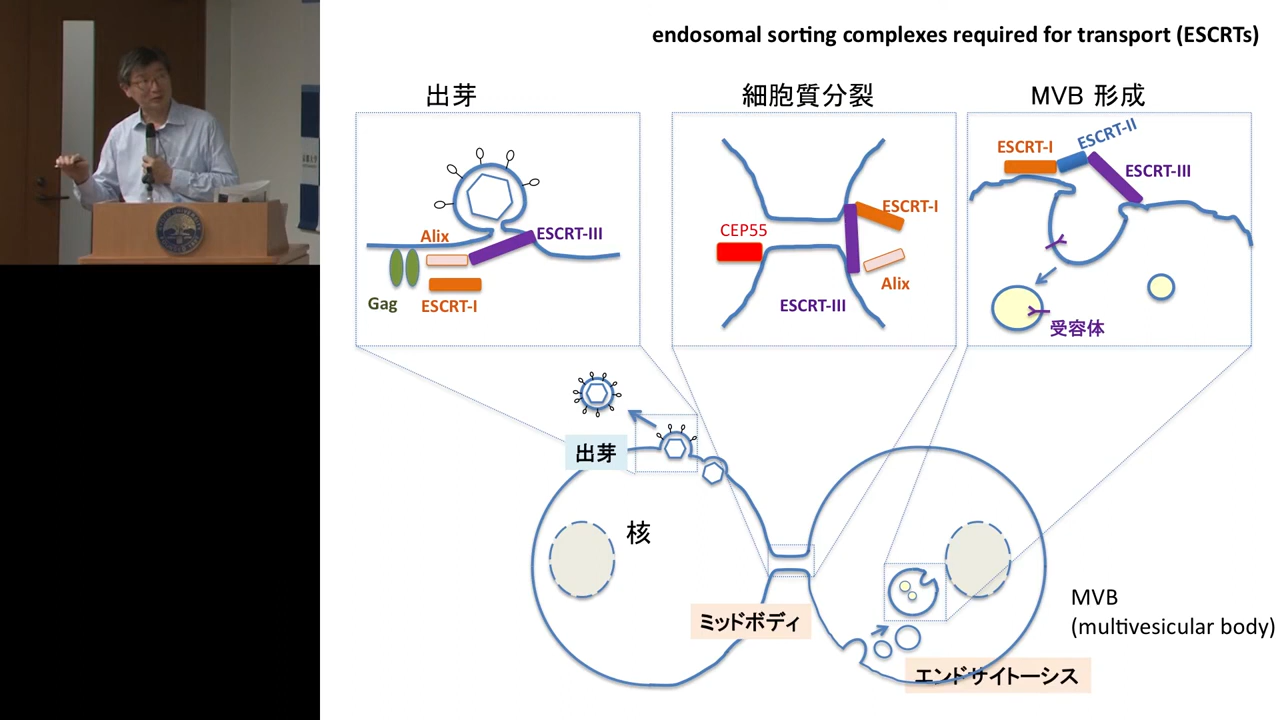 endosomal sorting complexes required for transport (ESCRTs)
出芽
細胞質分裂
MVB 形成
Alix
ESCRT-III
Gag
ESCRT-I
CEP55
ESCRT-I
Alix
ESCRT-III
ESCRT-I
ESCRT-II
ESCRT-III
受容体
出芽
核
ミッドボディ
エンドサイトーシス
MVB
(multivesicular body)